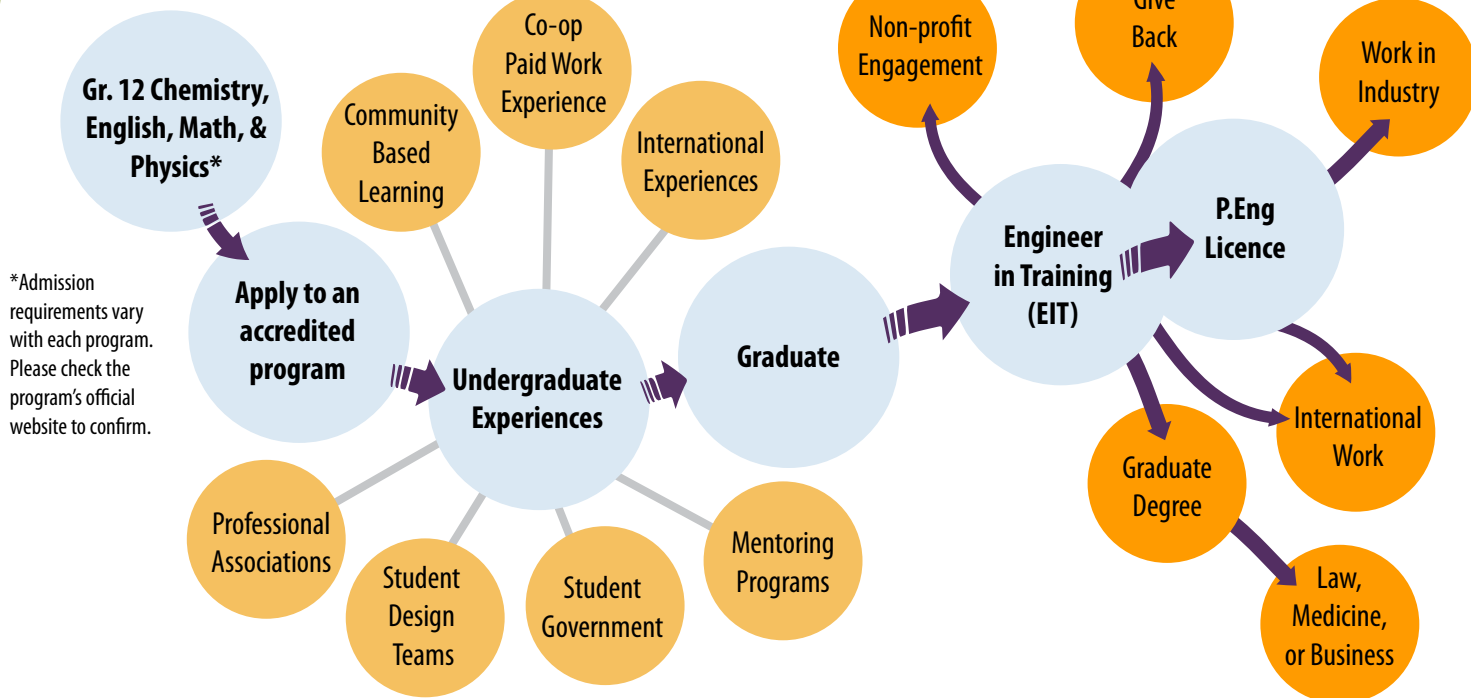 Gr. 12 Chemistry,
English, Math, &
Physics*
*Admission
requirements vary
with each program.
Please check the
program's official
website to confirm.
Apply to an
accredited
program
Community
Based
Learning
Co-op
Paid Work
Experience
International
Experiences
Undergraduate
Experiences
Professional
Associations
Student
Design
Teams
Student
Government
Mentoring
Programs
Graduate
Engineer
in Training
(EIT)
P.Eng
Licence
Non-profit
Engagement
Give
Back
Work in
Industry
International
Work
Graduate
Degree
Law,
Medicine,
or Business